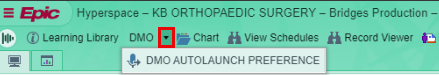 Epic Hyperspace – KB ORTHOPAEDIC SURGERY – Bridges Production –
Learning Library DMO Chart View Schedules Record Viewer
DMO AUTOLAUNCH PREFERENCE